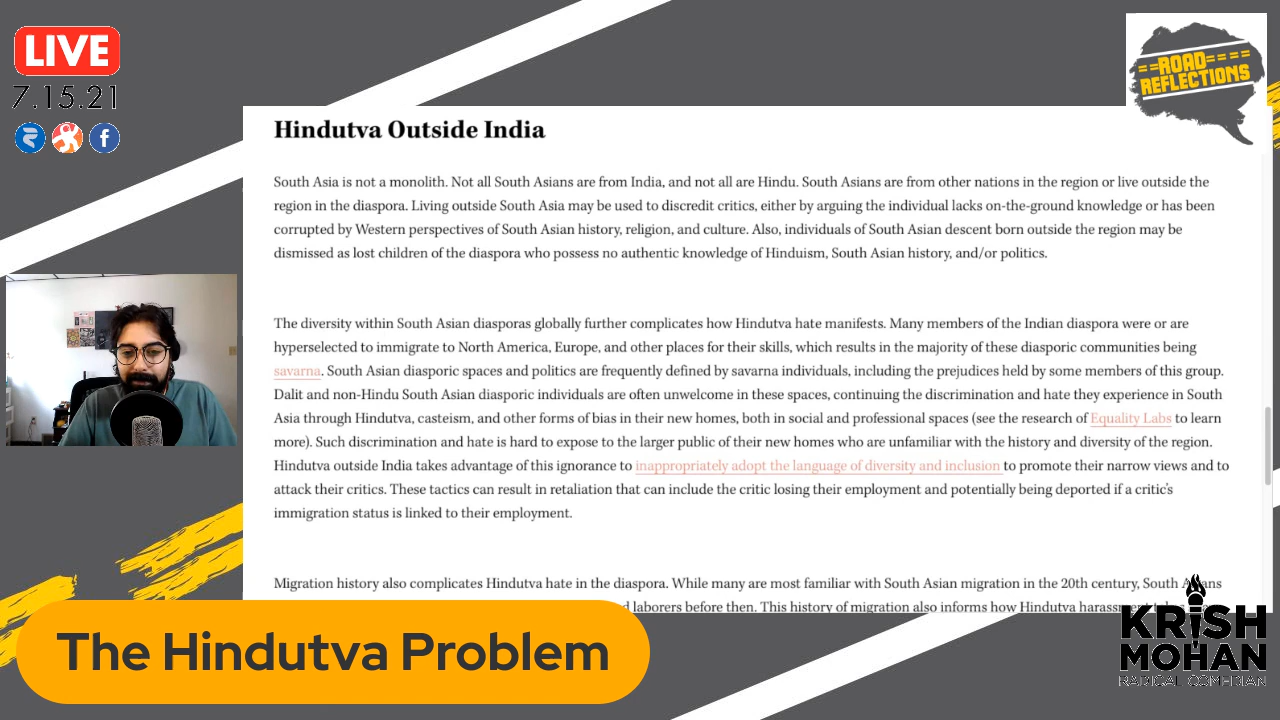 LIVE
7.15.21
ROAD
REFLECTIONS
Hindutva Outside India
South Asia is not a monolith. Not all South Asians are from India, and not all are Hindu. South Asians are from other nations in the region or live outside the
region in the diaspora. Living outside South Asia may be used to discredit critics, either by arguing the individual lacks on-the-ground knowledge or has been
corrupted by Western perspectives of South Asian history, religion, and culture. Also, individuals of South Asian descent born outside the region may be
dismissed as lost children of the diaspora who possess no authentic knowledge of Hinduism, South Asian history, and/or politics.
The diversity within South Asian diasporas globally further complicates how Hindutva hate manifests. Many members of the Indian diaspora were or are
hyperselected to immigrate to North America, Europe, and other places for their skills, which results in the majority of these diasporic communities being
savarna. South Asian diasporic spaces and politics are frequently defined by savarna individuals, including the prejudices held by some members of this group.
Dalit and non-Hindu South Asian diasporic individuals are often unwelcome in these spaces, continuing the discrimination and hate they experience in South
Asia through Hindutva, casteism, and other forms of bias in their new homes, both in social and professional spaces (see the research of Equality Labs to learn
more). Such discrimination and hate is hard to expose to the larger public of their new homes who are unfamiliar with the history and diversity of the region.
Hindutva outside India takes advantage of this ignorance to inappropriately adopt the language of diversity and inclusion to promote their narrow views and to
attack their critics. These tactics can result in retaliation that can include the critic losing their employment and potentially being deported if a critic's
immigration status is linked to their employment.
Migration history also complicates Hindutva hate in the diaspora. While many are most familiar with South Asian migration in the 20th century, South
laborers before then. This history of migration also informs how Hindutva
The Hindutva Problem
KRISH
MOHAN
RADICAL COMEDIAN